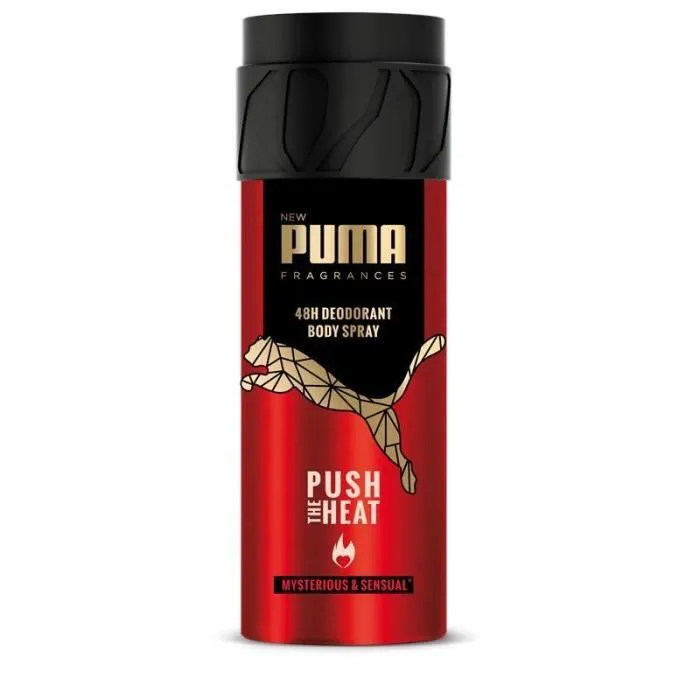 NEW
PUMA
FRAGRANCES
48H DEODORANT
BODY SPRAY
PUSH
THE HEAT
MYSTERIOUS & SENSUAL*